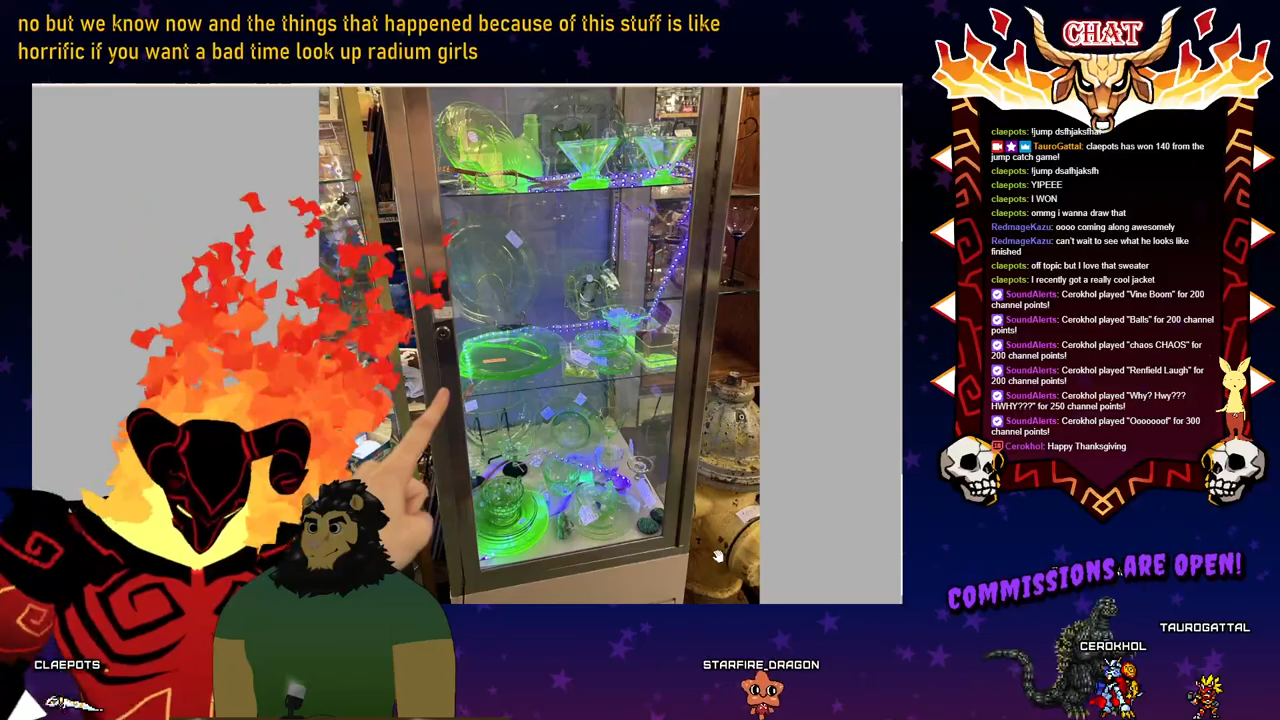 no but we know now and the things that happened because of this stuff is like
horrific if you want a bad time look up radium girls
CHAT
claepots: !jump dsfhjaksfhal
TauroGattal: claepots has won 140 from the
jump catch game!
claepots: !jump dsafhjaksfh
claepots: YIPEEE
claepots: I WON
claepots: ommg i wanna draw that
RedmageKazu: oooo coming along awesomely
RedmageKazu: can't wait to see what he looks like
finished
claepots: off topic but I love that sweater
claepots: I recently got a really cool jacket
SoundAlerts: Cerokhol played "Vine Boom" for 200
channel points!
SoundAlerts: Cerokhol played "Balls" for 200 channel
points!
SoundAlerts: Cerokhol played "chaos CHAOS" for
200 channel points!
SoundAlerts: Cerokhol played "Renfield Laugh" for
200 channel points!
SoundAlerts: Cerokhol played "Why? Hwy???
HWHY???" for 250 channel points!
SoundAlerts: Cerokhol played "Ooooooof" for 300
channel points!
Cerokhol: Happy Thanksgiving
COMMISSIONS ARE OPEN!
TAUROGATTAL
CEROKHOL
CLAEPOTS
STARFIRE_DRAGON